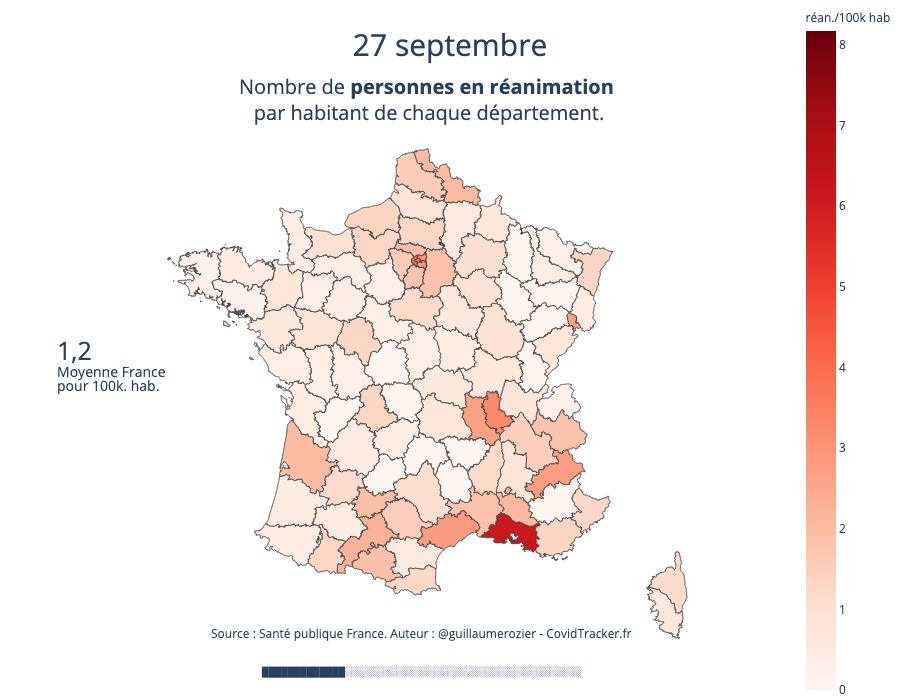 27 septembre
Nombre de personnes en réanimation
par habitant de chaque département.
réan./100k hab
8
7
6
5
4
3
2
1
0
1,2
Moyenne France
pour 100k. hab.
Source : Santé publique France. Auteur : @guillaumerozier - CovidTracker.fr